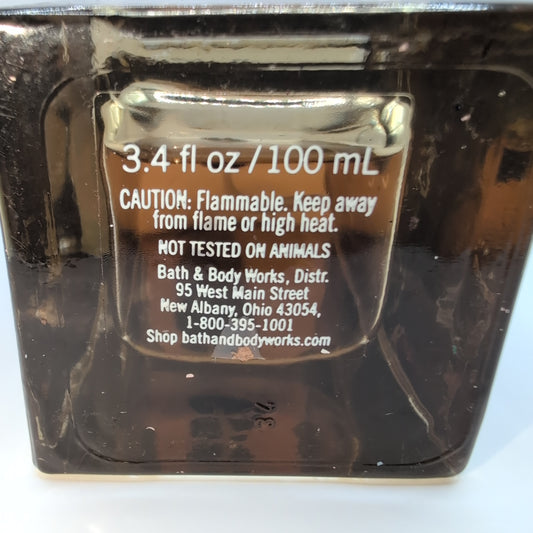 3.4 fl oz / 100 mL
CAUTION: Flammable. Keep away
from flame or high heat.
NOT TESTED ON ANIMALS
Bath & Body Works, Distr.
95 West Main Street
New Albany, Ohio 43054,
1-800-395-1001
Shop bathandbodyworks.com
34